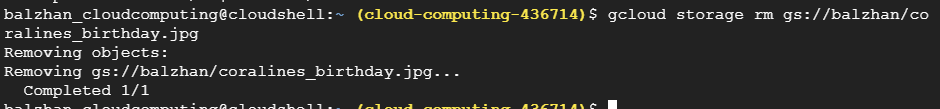 balzhan_cloudcomputing@cloudshell:~ (cloud-computing-436714)$ gcloud storage rm gs://balzhan/co
ralines_birthday.jpg
Removing objects:
Removing gs://balzhan/coralines_birthday.jpg...
  Completed 1/1
balzhan_cloudcomputing@cloudshell:~ (cloud-computing-436714)$